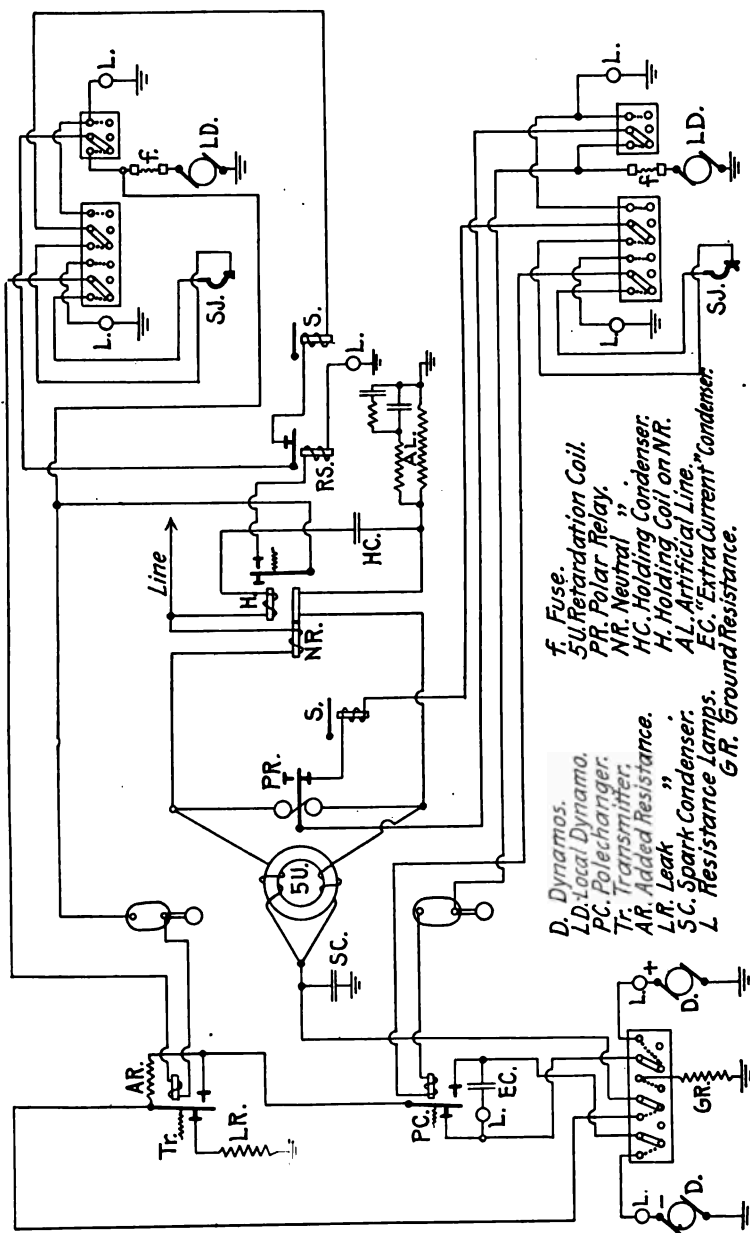 L.
f.
LD.
L.
SJ.
S.
L.
RS.
AL.
Line
H.
HC.
NR.
S.
PR.
5U.
SC.
AR.
Tr.
LR.
PC.
EC.
L.
L.
f.
LD.
L.
SJ.
L.
+
D.
GR.
L.
−
D.
D. Dynamos.
LD. Local Dynamo.
PC. Polechanger.
Tr. Transmitter.
AR. Added Resistance.
LR. Leak „
SC. Spark Condenser.
L Resistance Lamps.
GR. Ground Resistance.
f. Fuse.
5U. Retardation Coil.
PR. Polar Relay.
NR. Neutral „
HC. Holding Condenser.
H. Holding Coil on NR.
AL. Artificial Line.
EC. "Extra Current" Condenser.